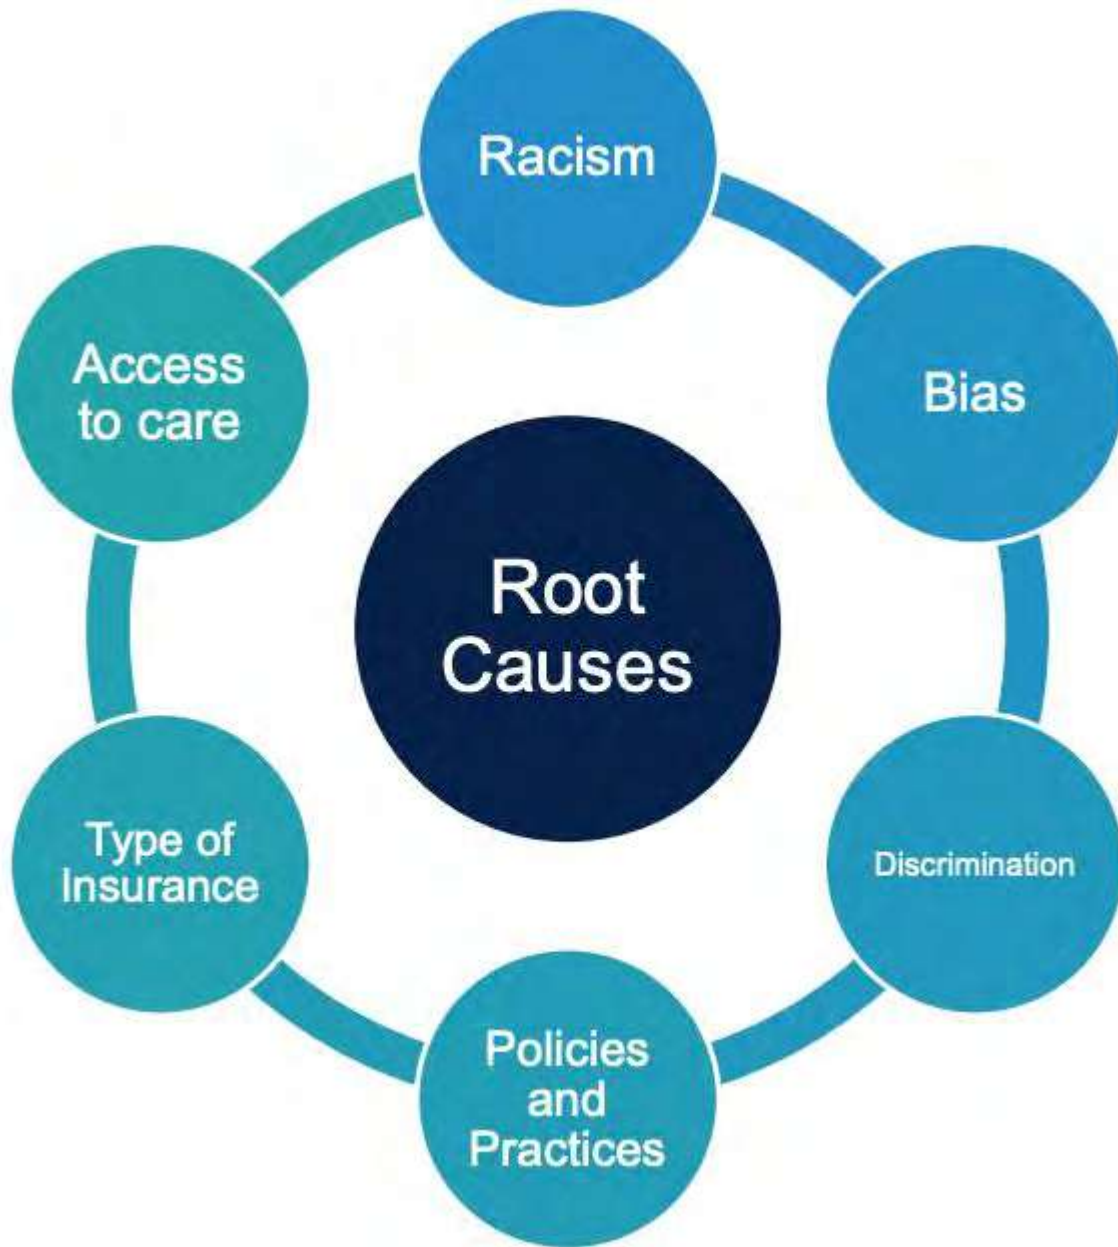 Racism
Bias
Discrimination
Policies
and
Practices
Type of
Insurance
Access
to care
Root
Causes